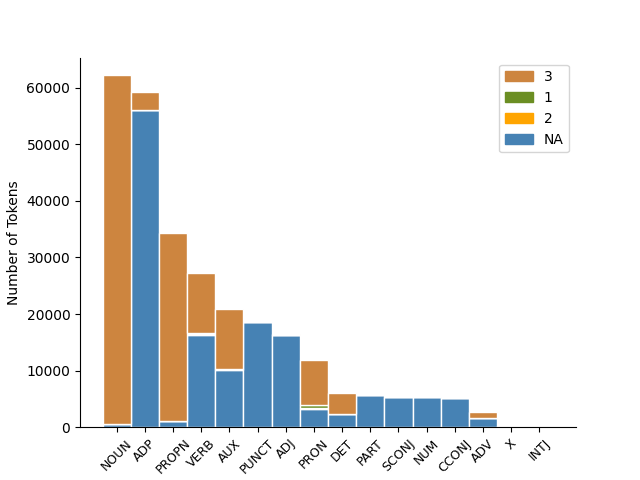 3
1
2
NA
Number of Tokens
60000
50000
40000
30000
20000
10000
0
NOUN
ADP
PROPN
VERB
AUX
PUNCT
ADJ
PRON
DET
PART
SCONJ
NUM
CCONJ
ADV
X
INTJ